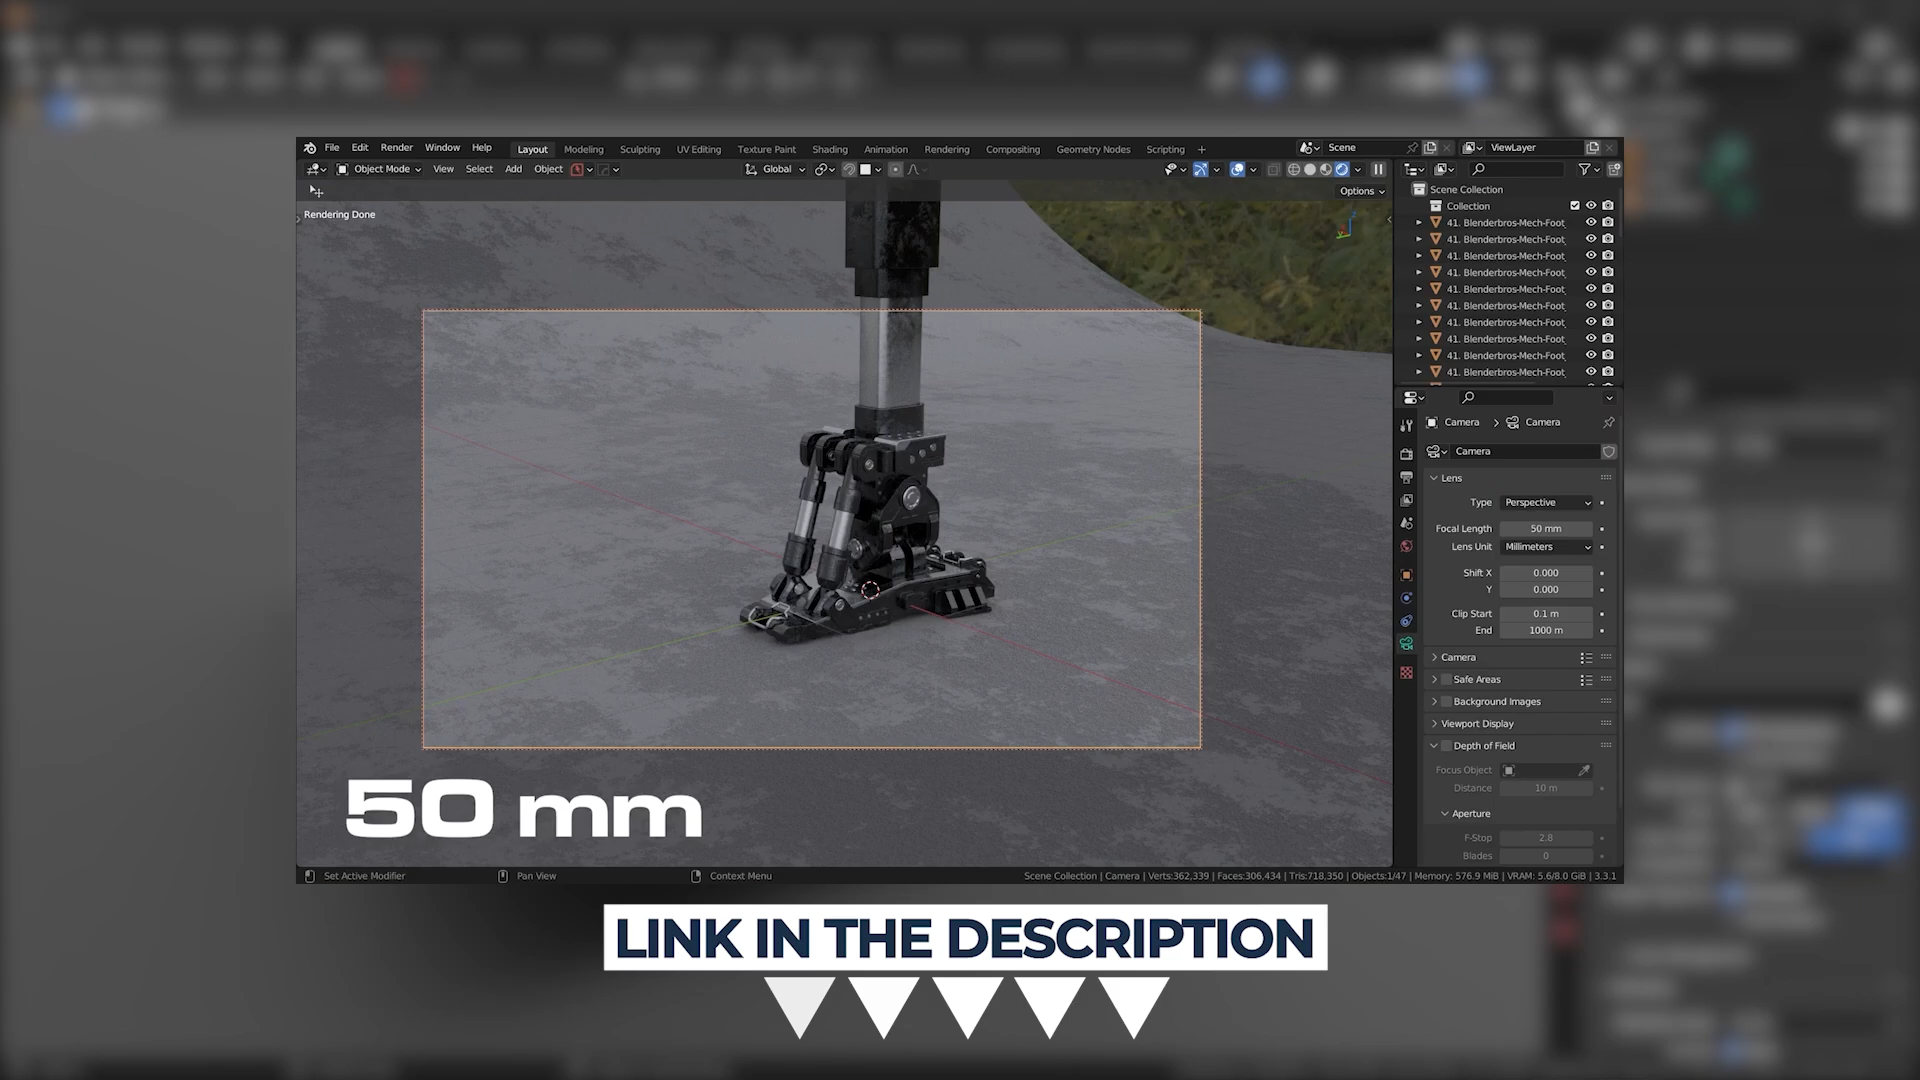 File Edit Render Window Help Layout Modeling Sculpting UV Editing Texture Paint Shading Animation Rendering Compositing Geometry Nodes Scripting + Scene ViewLayer
Object Mode View Select Add Object Global
Options
Rendering Done
Scene Collection
Collection
41. Blenderbros-Mech-Foot
41. Blenderbros-Mech-Foot
41. Blenderbros-Mech-Foot
41. Blenderbros-Mech-Foot
41. Blenderbros-Mech-Foot
41. Blenderbros-Mech-Foot
41. Blenderbros-Mech-Foot
41. Blenderbros-Mech-Foot
41. Blenderbros-Mech-Foot
41. Blenderbros-Mech-Foot
Camera > Camera
Camera
Lens
Type Perspective
Focal Length 50 mm
Lens Unit Millimeters
Shift X 0.000
Y 0.000
Clip Start 0.1 m
End 1000 m
Camera
Safe Areas
Background Images
Viewport Display
Depth of Field
Focus Object
Distance 10 m
Aperture
F-Stop 2.8
Blades 0
50 mm
Set Active Modifier Pan View Context Menu Scene Collection | Camera | Verts:362,339 | Faces:306,434 | Tris:718,350 | Objects:1/47 | Memory: 576.9 MiB | VRAM: 5.6/8.0 GiB | 3.3.1
LINK IN THE DESCRIPTION